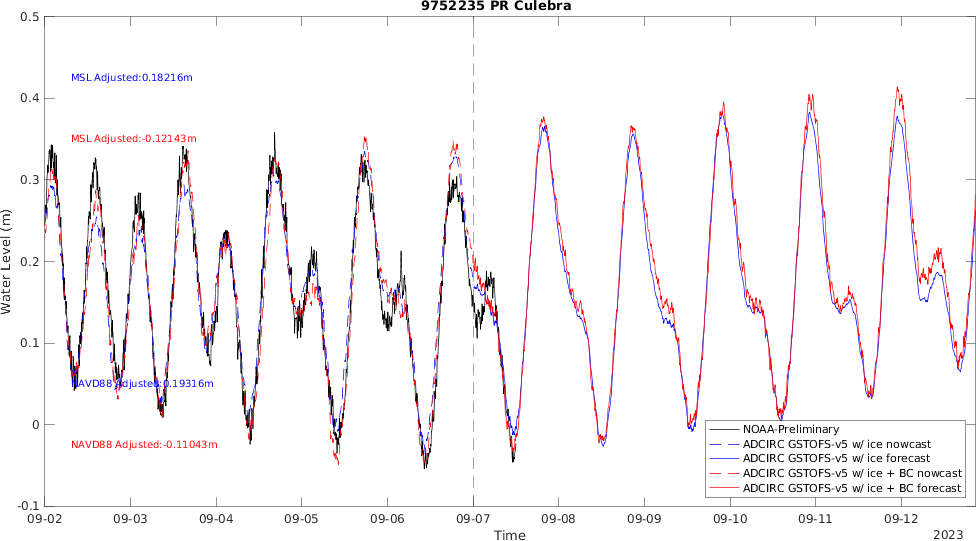 9752235 PR Culebra
0.5
0.4
0.3
0.2
0.1
0
-0.1
Water Level (m)
MSL Adjusted:0.18216m
MSL Adjusted:-0.12143m
NAVD88 Adjusted:0.19316m
NAVD88 Adjusted:-0.11043m
NOAA-Preliminary
ADCIRC GSTOFS-v5 w/ ice nowcast
ADCIRC GSTOFS-v5 w/ ice forecast
ADCIRC GSTOFS-v5 w/ ice + BC nowcast
ADCIRC GSTOFS-v5 w/ ice + BC forecast
09-02 09-03 09-04 09-05 09-06 09-07 09-08 09-09 09-10 09-11 09-12
Time
2023